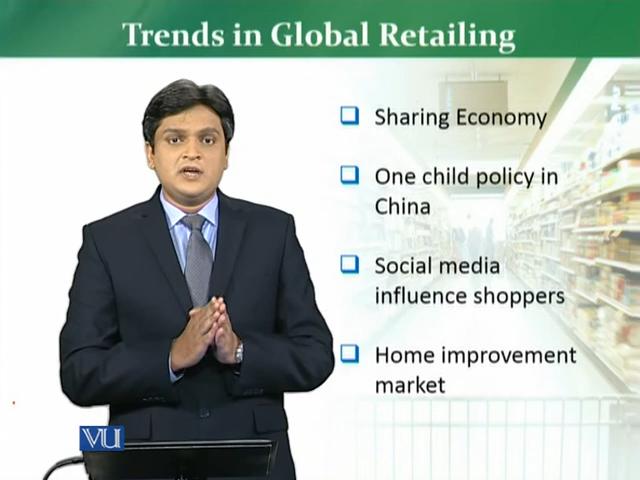 Trends in Global Retailing
Sharing Economy
One child policy in
China
Social media
influence shoppers
Home improvement
market
VU